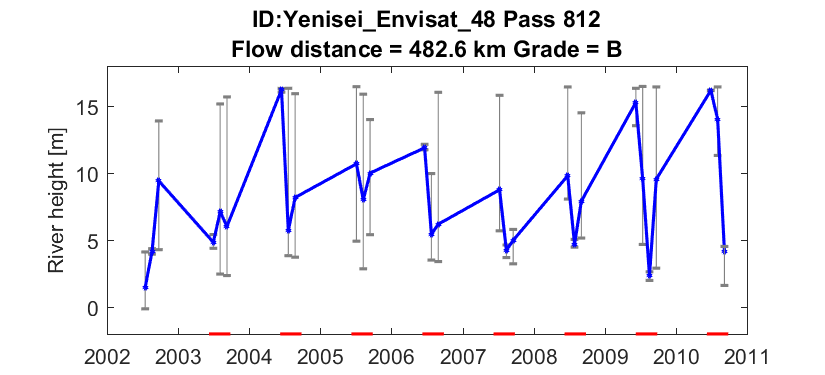 ID:Yenisei_Envisat_48 Pass 812
Flow distance = 482.6 km Grade = B
River height [m]
15
10
5
0
2002 2003 2004 2005 2006 2007 2008 2009 2010 2011